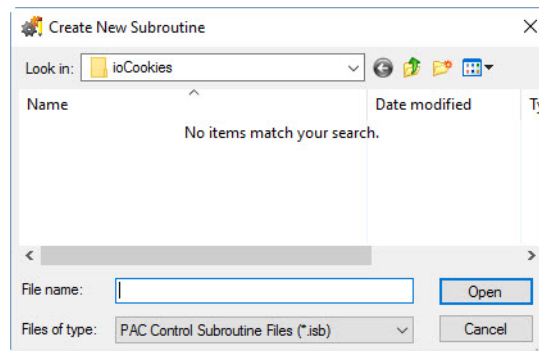 Create New Subroutine
Look in: ioCookies
Name Date modified
No items match your search.
File name: Open
Files of type: PAC Control Subroutine Files (*.isb) Cancel